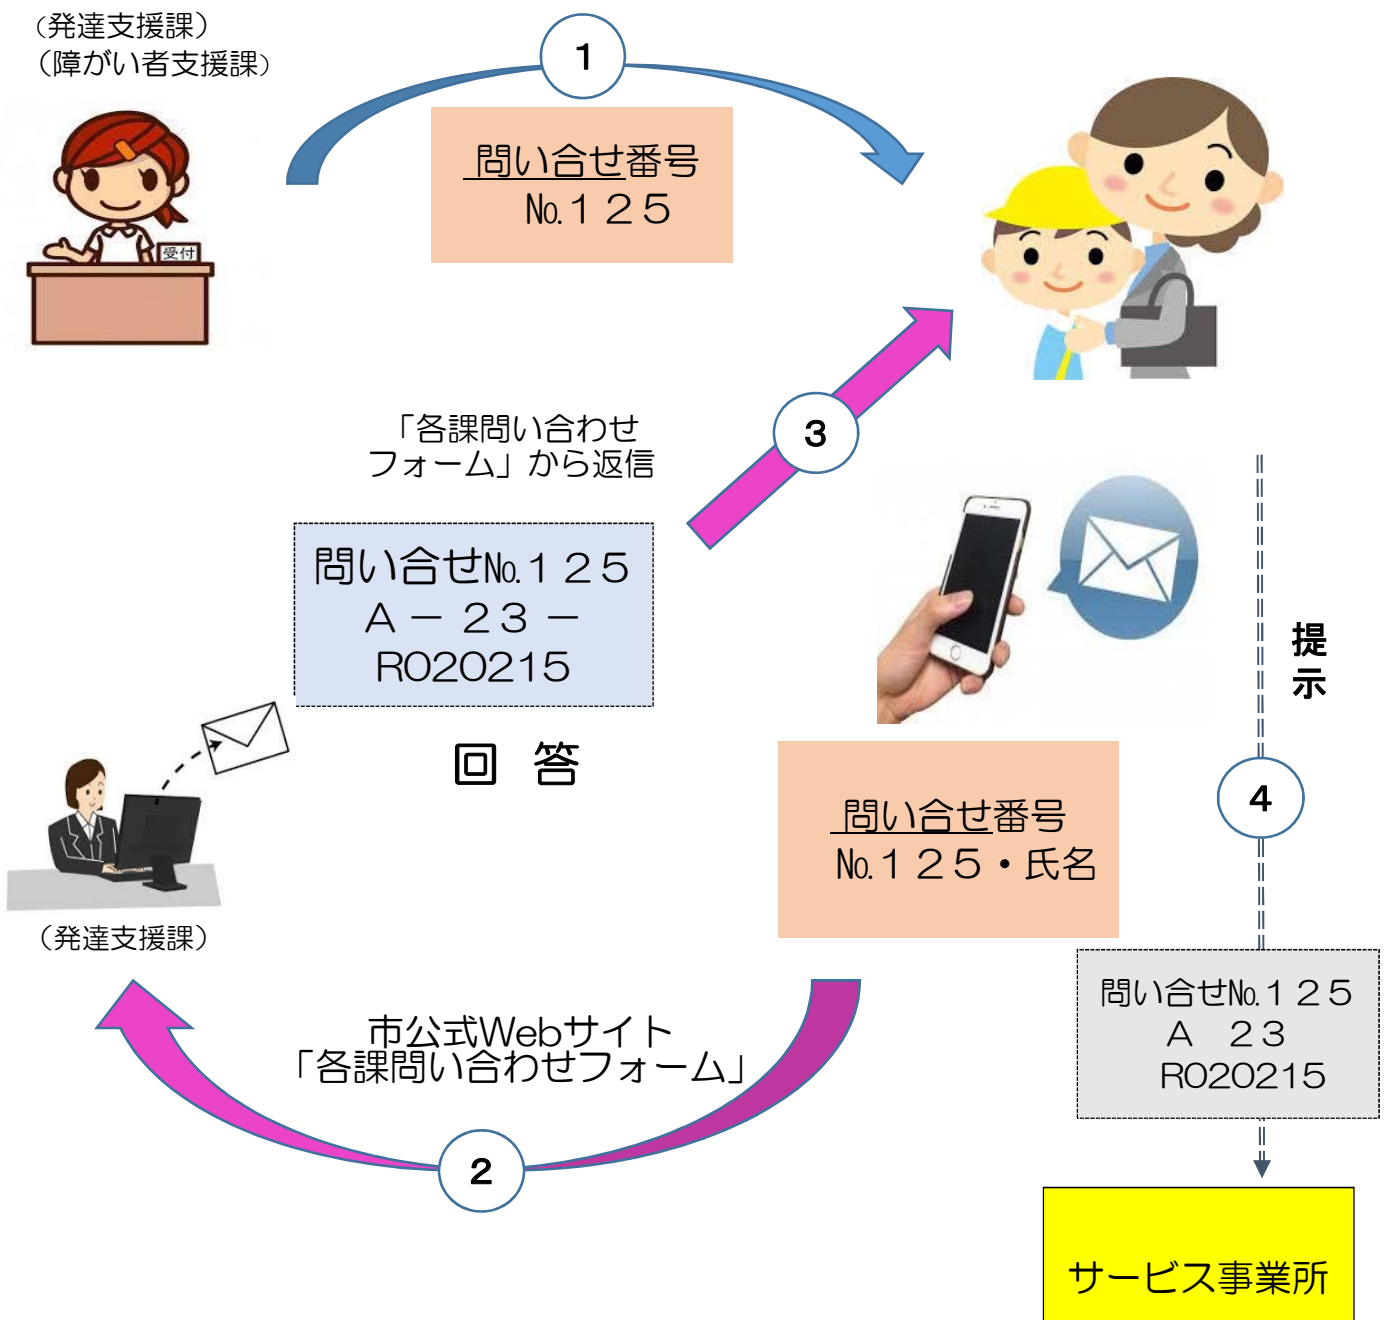 （発達支援課）
（障がい者支援課）
1
受付
問い合せ番号
№.１２５
3
「各課問い合わせ
フォーム」から返信
問い合せ№.１２５
Ａ－２３－
R020215
回 答
提示
問い合せ番号
№.１２５・氏名
4
（発達支援課）
問い合せ№.１２５
Ａ　２３
R020215
市公式Webサイト
「各課問い合わせフォーム」
2
サービス事業所